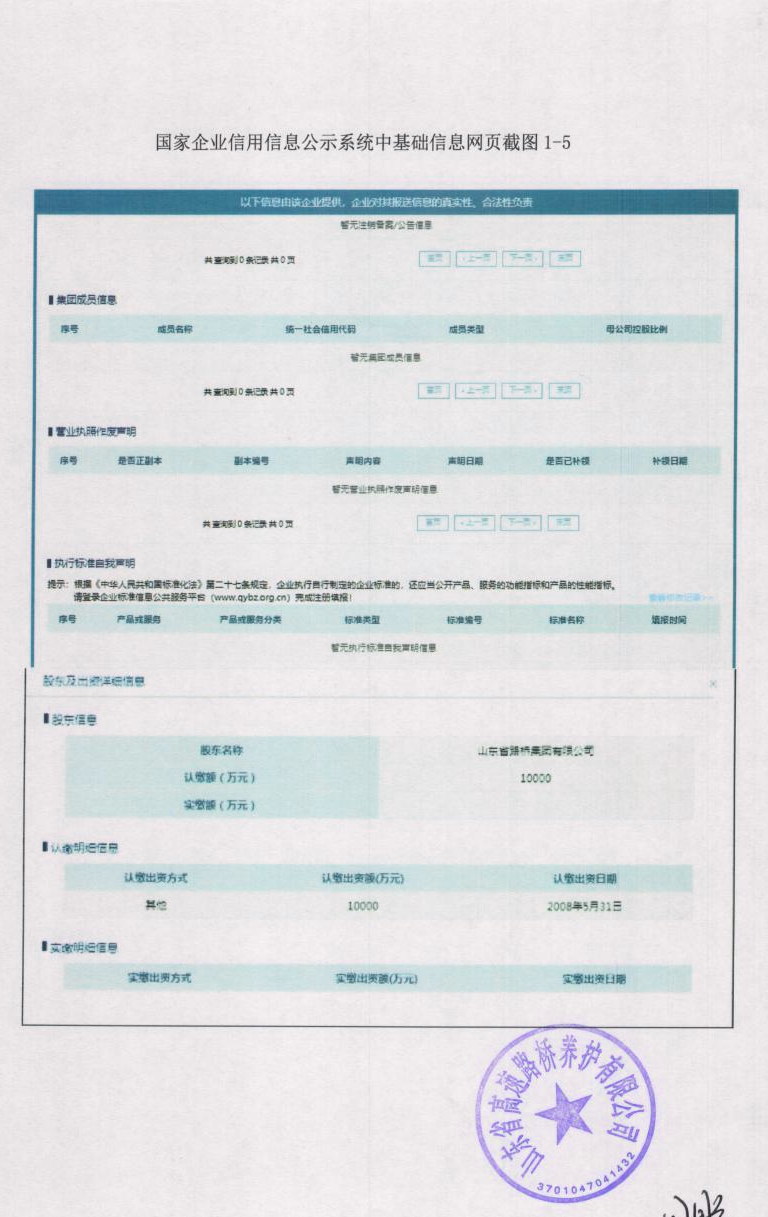 国家企业信用信息公示系统中基础信息网页截图 1-5
以下信息由该企业提供，企业对其报送信息的真实性、合法性负责
暂无注销备案/公告信息
共查询到 0 条记录 共 0 页 首页 ‹上一页 下一页› 末页
集团成员信息
序号 成员名称 统一社会信用代码 成员类型 母公司控股比例
暂无集团成员信息
共查询到 0 条记录 共 0 页 首页 ‹上一页 下一页› 末页
营业执照作废声明
序号 是否正副本 副本编号 声明内容 声明日期 是否已补领 补领日期
暂无营业执照作废声明信息
共查询到 0 条记录 共 0 页 首页 ‹上一页 下一页› 末页
执行标准自我声明
提示：根据《中华人民共和国标准化法》第二十七条规定，企业执行自行制定的企业标准的，还应当公开产品、服务的功能指标和产品的性能指标。
请登录企业标准信息公共服务平台（www.qybz.org.cn）完成注册填报！
查看修改记录>>
序号 产品或服务 产品或服务分类 标准类型 标准编号 标准名称 填报时间
暂无执行标准自我声明信息
股东及出资详细信息 ×
股东信息
股东名称 山东省路桥集团有限公司
认缴额（万元） 10000
实缴额（万元）
认缴明细信息
认缴出资方式 认缴出资额(万元) 认缴出资日期
其他 10000 2008年5月31日
实缴明细信息
实缴出资方式 实缴出资额(万元) 实缴出资日期
山东省高速路桥养护有限公司
3701047041432